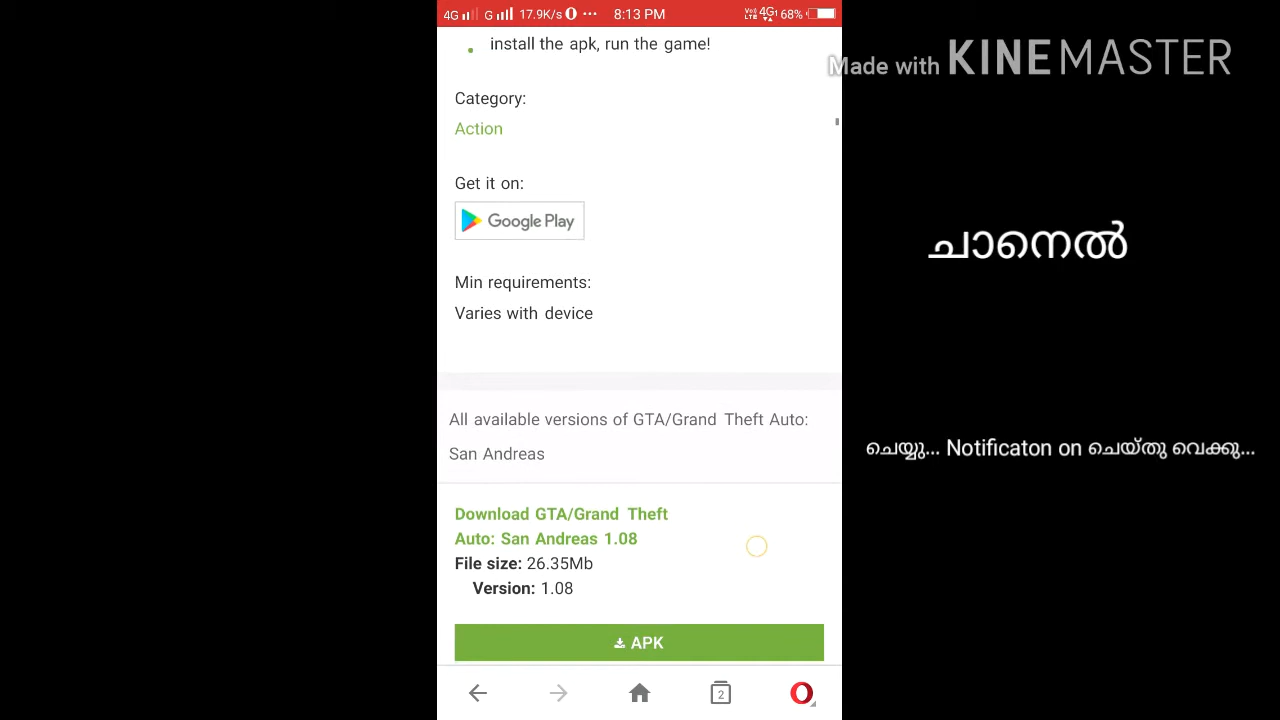 4G G 17.9K/s ••• 8:13 PM VoLTE 4G 68%
install the apk, run the game!
Category:
Action
Get it on:
Google Play
Min requirements:
Varies with device
All available versions of GTA/Grand Theft Auto:
San Andreas
Download GTA/Grand Theft
Auto: San Andreas 1.08
File size: 26.35Mb
Version: 1.08
APK
2
Made with KINEMASTER
ചാനെൽ
ചെയ്യു... Notificaton on ചെയ്തു വെക്കു...